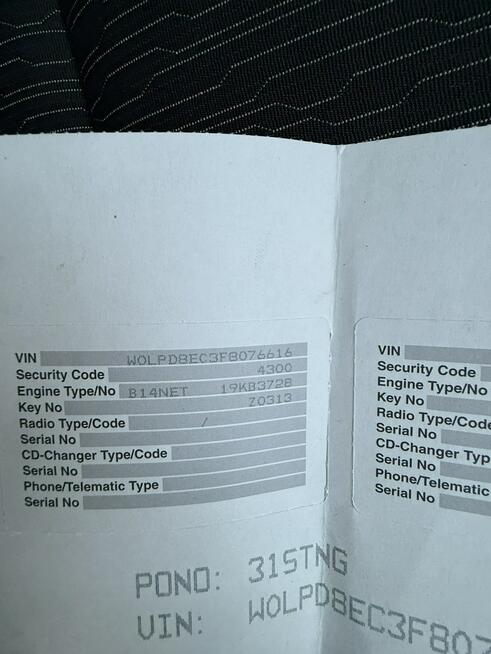 VIN W0LPD8EC3F8076616
Security Code 4300
Engine Type/No B14NET 19KB3728
Key No Z0313
Radio Type/Code /
Serial No
CD-Changer Type/Code
Serial No
Phone/Telematic Type
Serial No
VIN
Security Code
Engine Type/No
Key No
Radio Type/Code
Serial No
CD-Changer Typ
Serial No
Phone/Telematic
Serial No
PONO: 31STNG
VIN: W0LPD8EC3F807